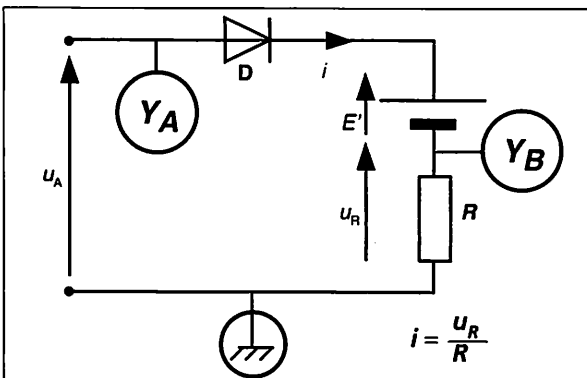 D
i
Y_A
E'
Y_B
u_A
u_R
R
i = u_R / R